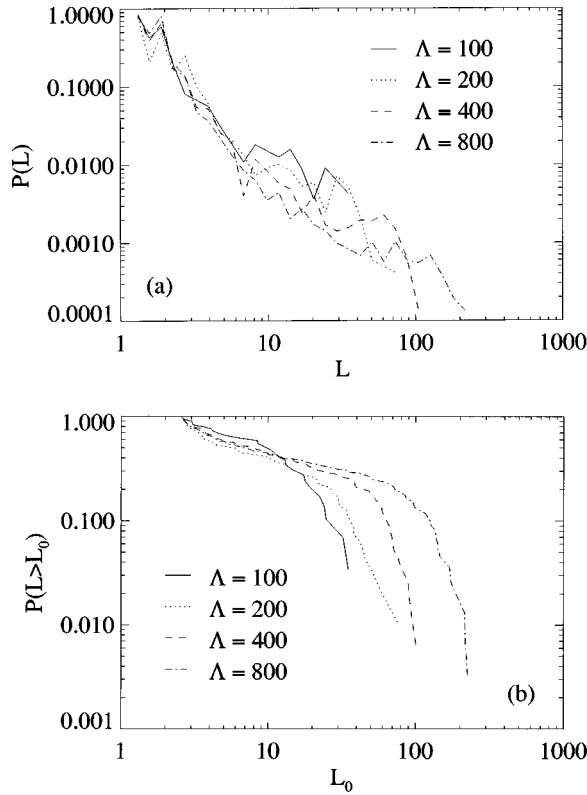 1.0000
0.1000
0.0100
0.0010
0.0001
P(L)
Λ = 100
Λ = 200
Λ = 400
Λ = 800
(a)
1 10 100 1000
L
1.000
0.100
0.010
0.001
P(L>L₀)
Λ = 100
Λ = 200
Λ = 400
Λ = 800
(b)
1 10 100 1000
L₀